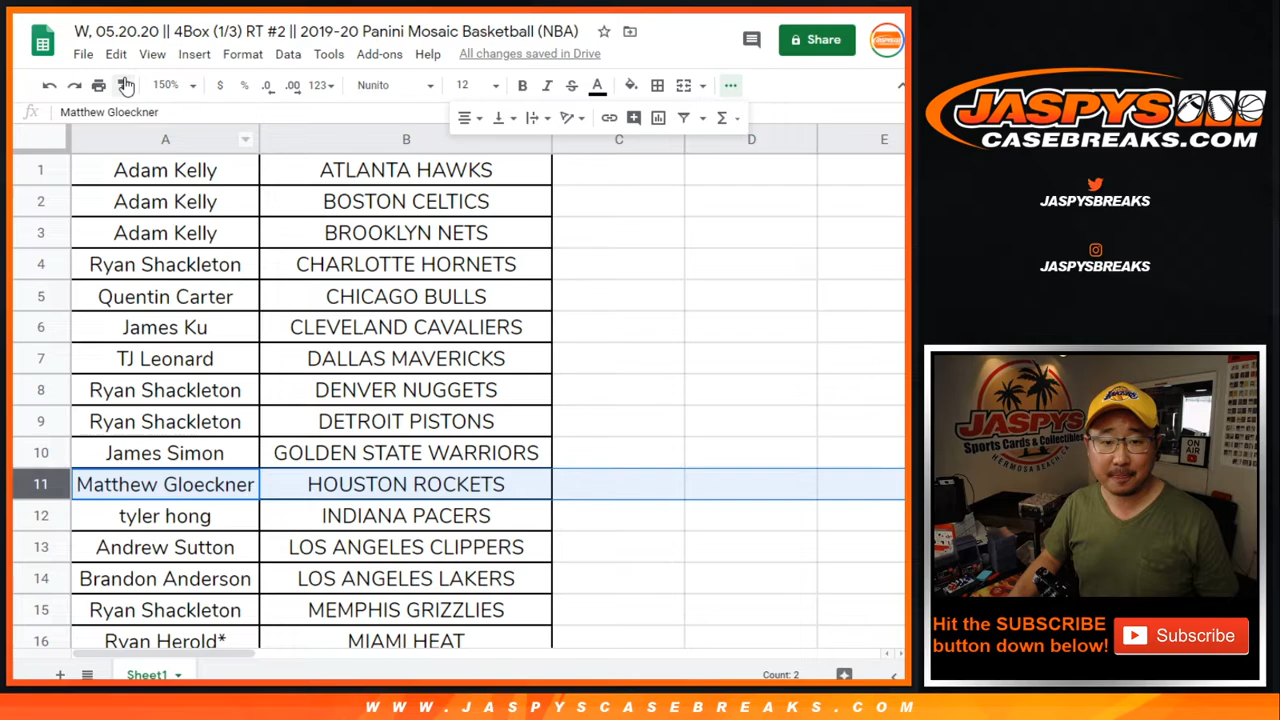 W, 05.20.20 || 4Box (1/3) RT #2 || 2019-20 Panini Mosaic Basketball (NBA)
File Edit View Insert Format Data Tools Add-ons Help All changes saved in Drive
Share
150% $ % .0 .00 123 Nunito 12 B I S A
fx Matthew Gloeckner
A B C D E
1 Adam Kelly ATLANTA HAWKS
2 Adam Kelly BOSTON CELTICS
3 Adam Kelly BROOKLYN NETS
4 Ryan Shackleton CHARLOTTE HORNETS
5 Quentin Carter CHICAGO BULLS
6 James Ku CLEVELAND CAVALIERS
7 TJ Leonard DALLAS MAVERICKS
8 Ryan Shackleton DENVER NUGGETS
9 Ryan Shackleton DETROIT PISTONS
10 James Simon GOLDEN STATE WARRIORS
11 Matthew Gloeckner HOUSTON ROCKETS
12 tyler hong INDIANA PACERS
13 Andrew Sutton LOS ANGELES CLIPPERS
14 Brandon Anderson LOS ANGELES LAKERS
15 Ryan Shackleton MEMPHIS GRIZZLIES
16 Ryan Herold* MIAMI HEAT
Sheet1
Count: 2
JASPYS
CASEBREAKS.COM
JASPYSBREAKS
JASPYSBREAKS
JASPYS
Sports Cards & Collectibles
HERMOSA BEACH, CA
ON AIR
Hit the SUBSCRIBE
button down below!
Subscribe
WWW.JASPYSCASEBREAKS.COM